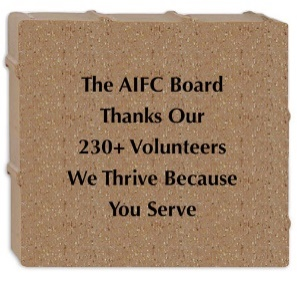 The AIFC Board
Thanks Our
230+ Volunteers
We Thrive Because
You Serve